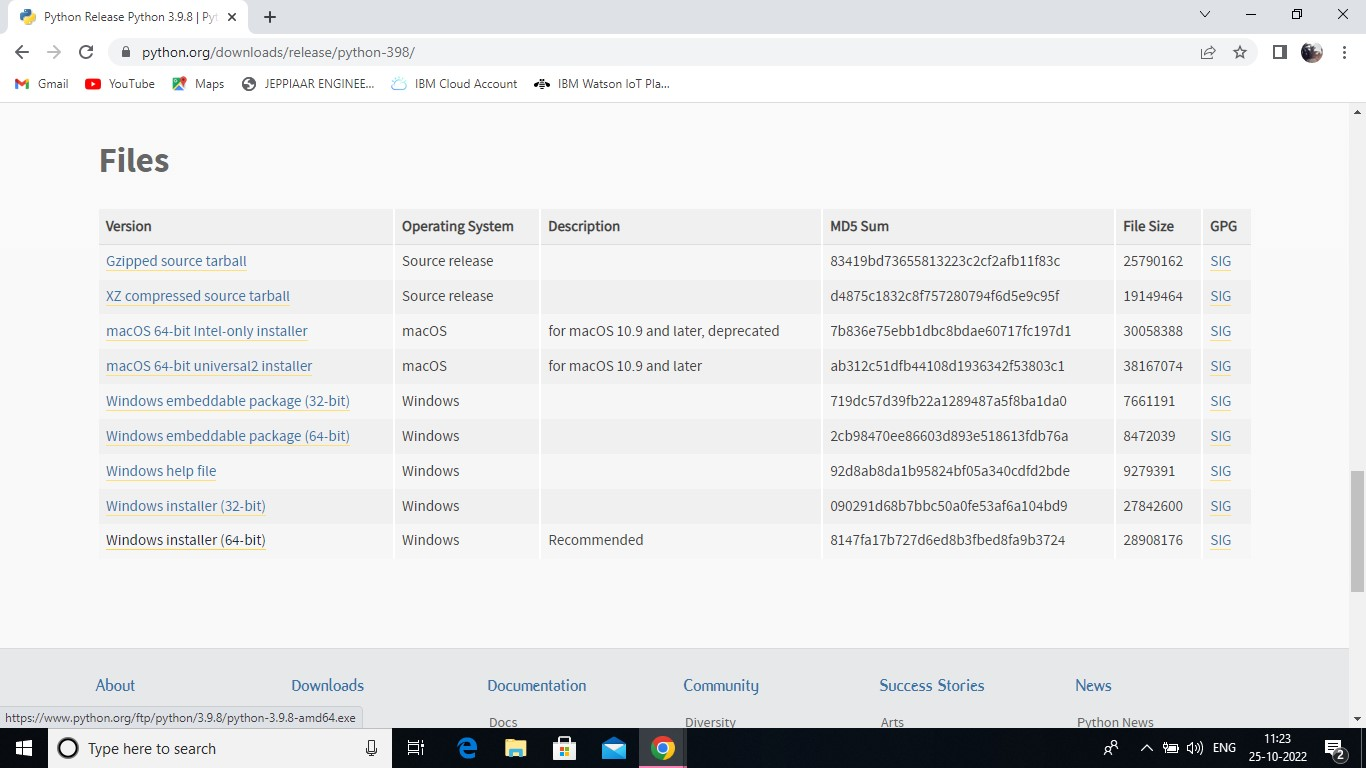 Python Release Python 3.9.8 | Pyt
python.org/downloads/release/python-398/
Gmail YouTube Maps JEPPIAAR ENGINEE... IBM Cloud Account IBM Watson IoT Pla...
Files
Version Operating System Description MD5 Sum File Size GPG
Gzipped source tarball Source release 83419bd73655813223c2cf2afb11f83c 25790162 SIG
XZ compressed source tarball Source release d4875c1832c8f757280794f6d5e9c95f 19149464 SIG
macOS 64-bit Intel-only installer macOS for macOS 10.9 and later, deprecated 7b836e75ebb1dbc8bdae60717fc197d1 30058388 SIG
macOS 64-bit universal2 installer macOS for macOS 10.9 and later ab312c51dfb44108d1936342f53803c1 38167074 SIG
Windows embeddable package (32-bit) Windows 719dc57d39fb22a1289487a5f8ba1da0 7661191 SIG
Windows embeddable package (64-bit) Windows 2cb98470ee86603d893e518613fdb76a 8472039 SIG
Windows help file Windows 92d8ab8da1b95824bf05a340cdfd2bde 9279391 SIG
Windows installer (32-bit) Windows 090291d68b7bbc50a0fe53af6a104bd9 27842600 SIG
Windows installer (64-bit) Windows Recommended 8147fa17b727d6ed8b3fbed8fa9b3724 28908176 SIG
About Downloads Documentation Community Success Stories News
https://www.python.org/ftp/python/3.9.8/python-3.9.8-amd64.exe Docs Diversity Arts Python News
Type here to search ENG 11:23
25-10-2022 2